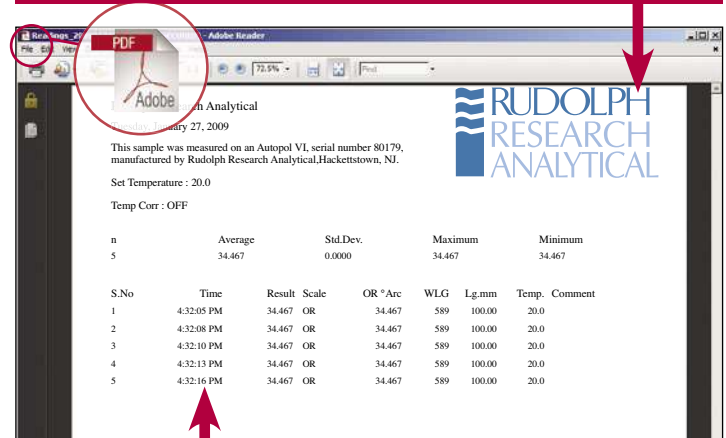 Readings_2 - Adobe Reader
File Edit View
72.5% Find
PDF
Adobe
RUDOLPH
RESEARCH
ANALYTICAL
Analytical
January 27, 2009
This sample was measured on an Autopol VI, serial number 80179,
manufactured by Rudolph Research Analytical,Hackettstown, NJ.
Set Temperature : 20.0
Temp Corr : OFF
n Average Std.Dev. Maximum Minimum
5 34.467 0.0000 34.467 34.467
S.No Time Result Scale OR °Arc WLG Lg.mm Temp. Comment
1 4:32:05 PM 34.467 OR 34.467 589 100.00 20.0
2 4:32:08 PM 34.467 OR 34.467 589 100.00 20.0
3 4:32:10 PM 34.467 OR 34.467 589 100.00 20.0
4 4:32:13 PM 34.467 OR 34.467 589 100.00 20.0
5 4:32:16 PM 34.467 OR 34.467 589 100.00 20.0